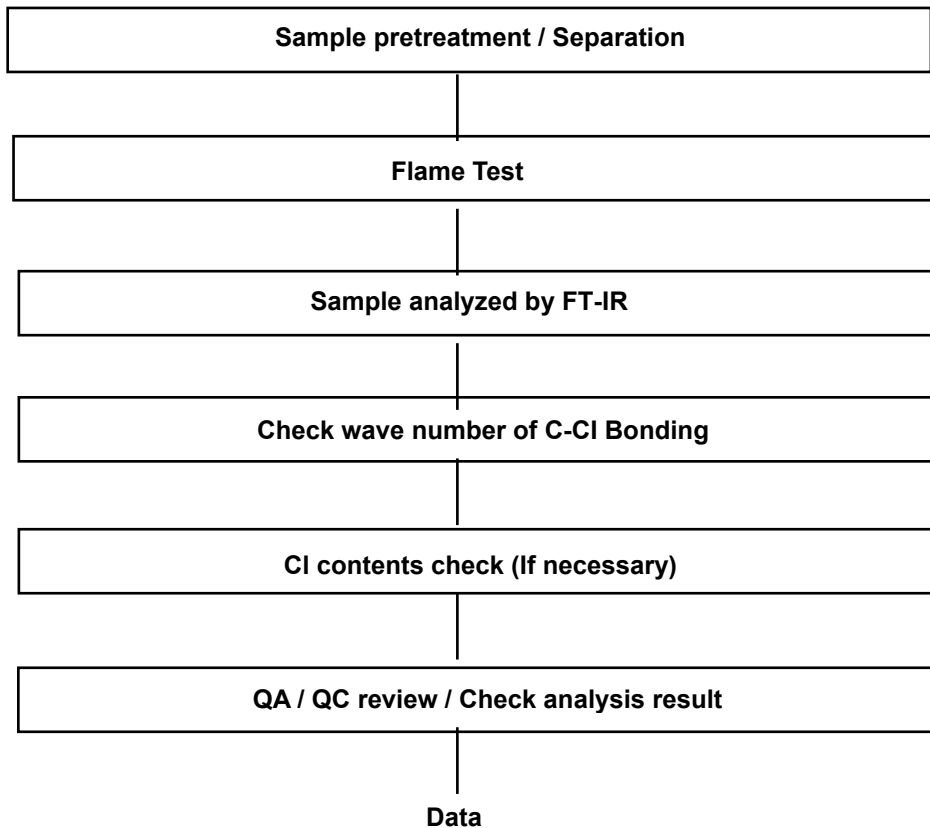 Sample pretreatment / Separation
Flame Test
Sample analyzed by FT-IR
Check wave number of C-Cl Bonding
Cl contents check (If necessary)
QA / QC review / Check analysis result
Data